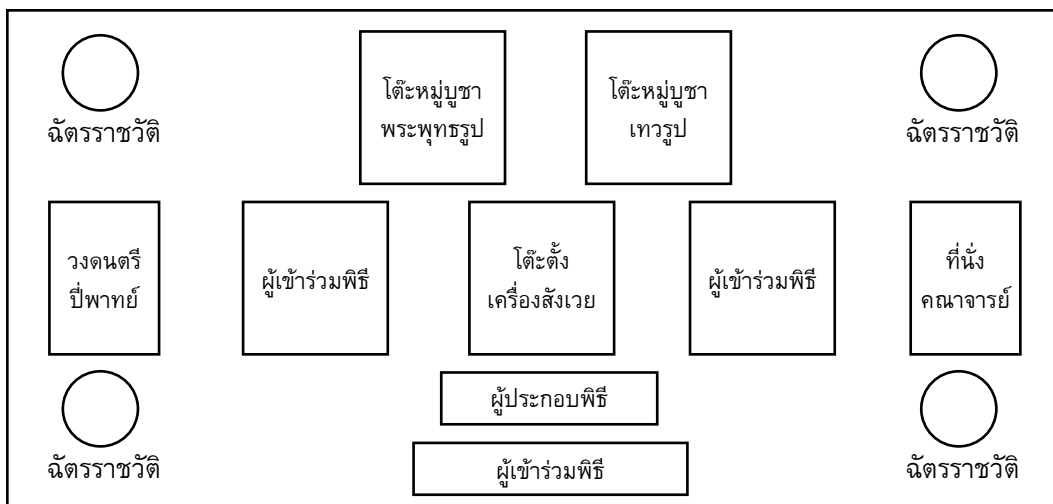 โต๊ะหมู่บูชา
พระพุทธรูป
โต๊ะหมู่บูชา
เทวรูป
ฉัตรราชวัติ
ฉัตรราชวัติ
วงดนตรี
ปี่พาทย์
ผู้เข้าร่วมพิธี
โต๊ะตั้ง
เครื่องสังเวย
ผู้เข้าร่วมพิธี
ที่นั่ง
คณาจารย์
ผู้ประกอบพิธี
ฉัตรราชวัติ
ผู้เข้าร่วมพิธี
ฉัตรราชวัติ